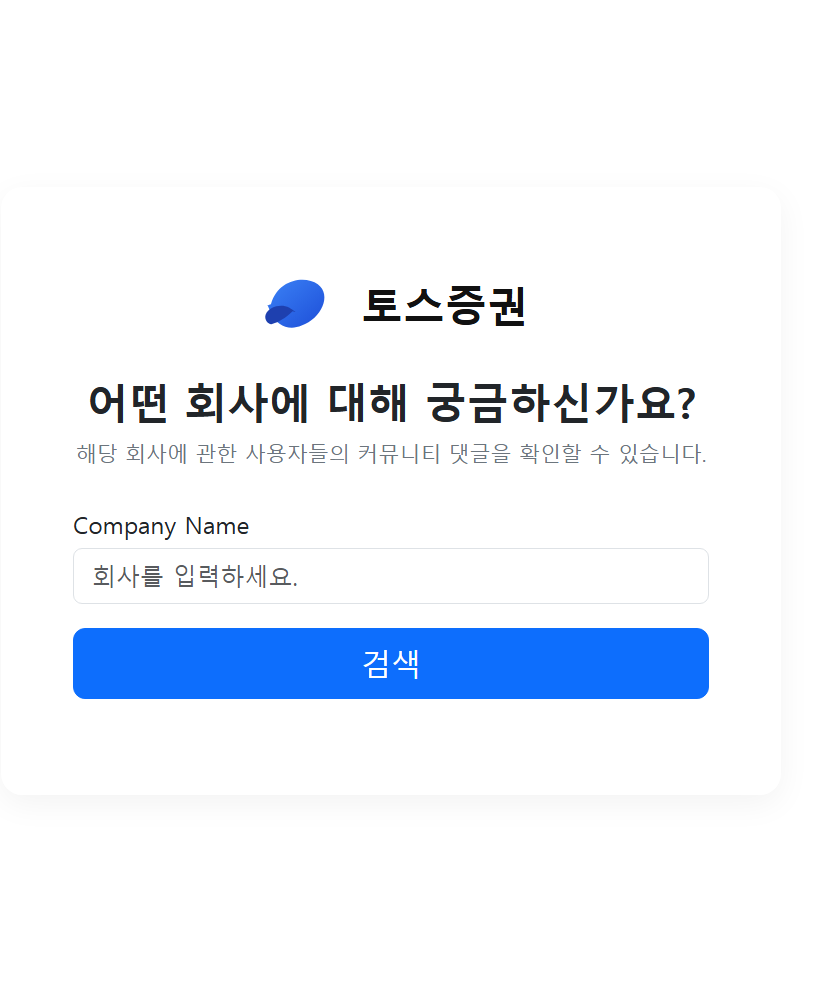 토스증권
어떤 회사에 대해 궁금하신가요?
해당 회사에 관한 사용자들의 커뮤니티 댓글을 확인할 수 있습니다.
Company Name
회사를 입력하세요.
검색